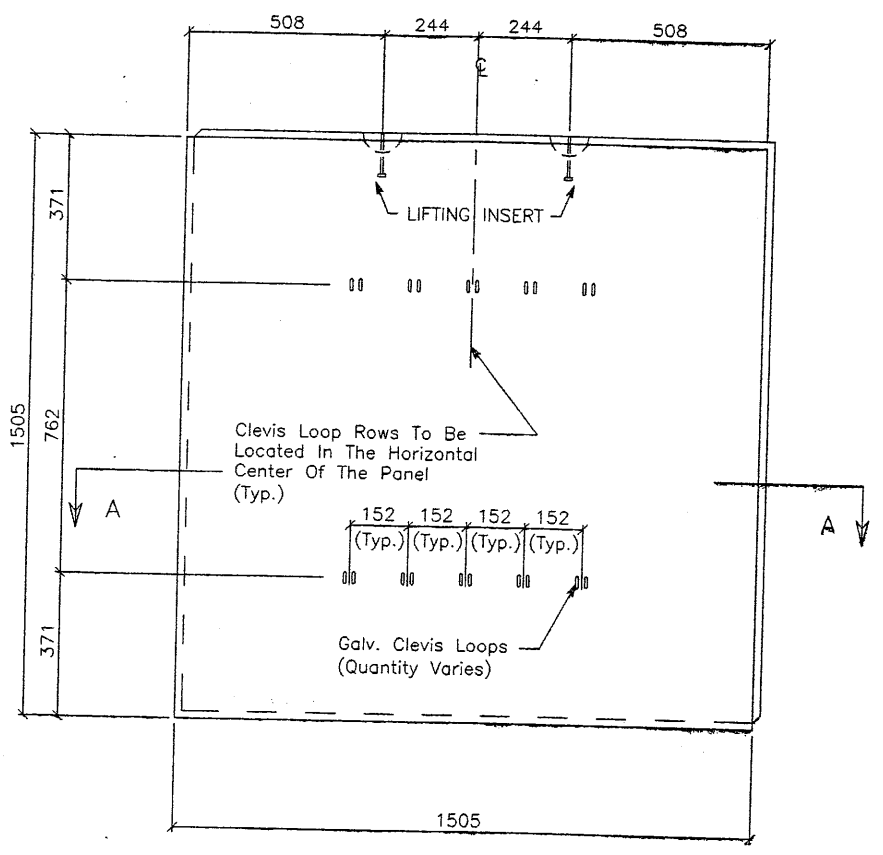 508 244 244 508
℄
371
LIFTING INSERT
1505
762
Clevis Loop Rows To Be
Located In The Horizontal
Center Of The Panel
(Typ.)
A
A
152 152 152 152
(Typ.) (Typ.) (Typ.) (Typ.)
371
Galv. Clevis Loops
(Quantity Varies)
1505